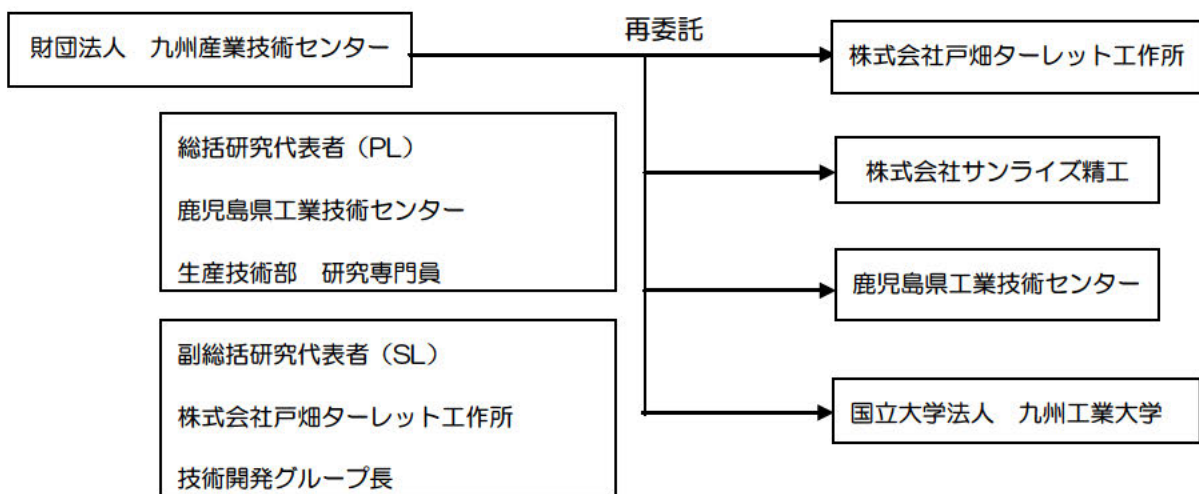 財団法人　九州産業技術センター
再委託
株式会社戸畑ターレット工作所
総括研究代表者（PL）
鹿児島県工業技術センター
生産技術部　研究専門員
株式会社サンライズ精工
鹿児島県工業技術センター
副総括研究代表者（SL）
株式会社戸畑ターレット工作所
技術開発グループ長
国立大学法人　九州工業大学